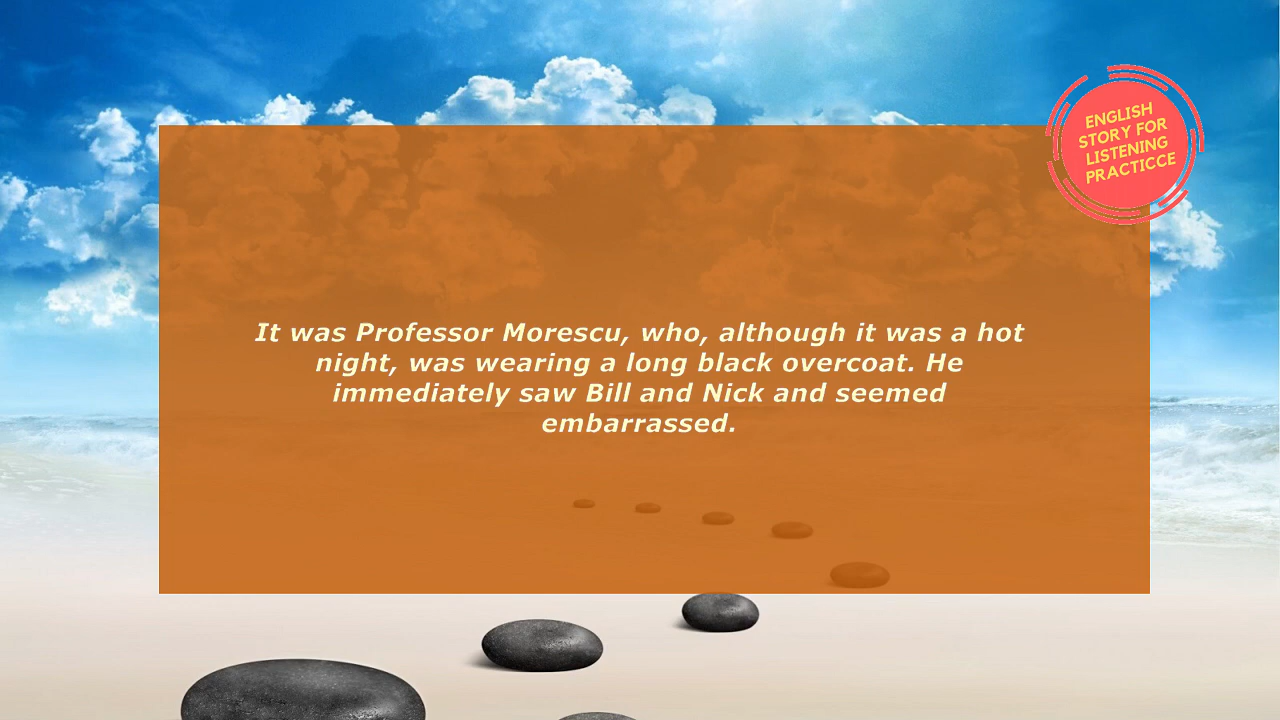 ENGLISH
STORY FOR
LISTENING
PRACTICCE
It was Professor Morescu, who, although it was a hot
night, was wearing a long black overcoat. He
immediately saw Bill and Nick and seemed
embarrassed.